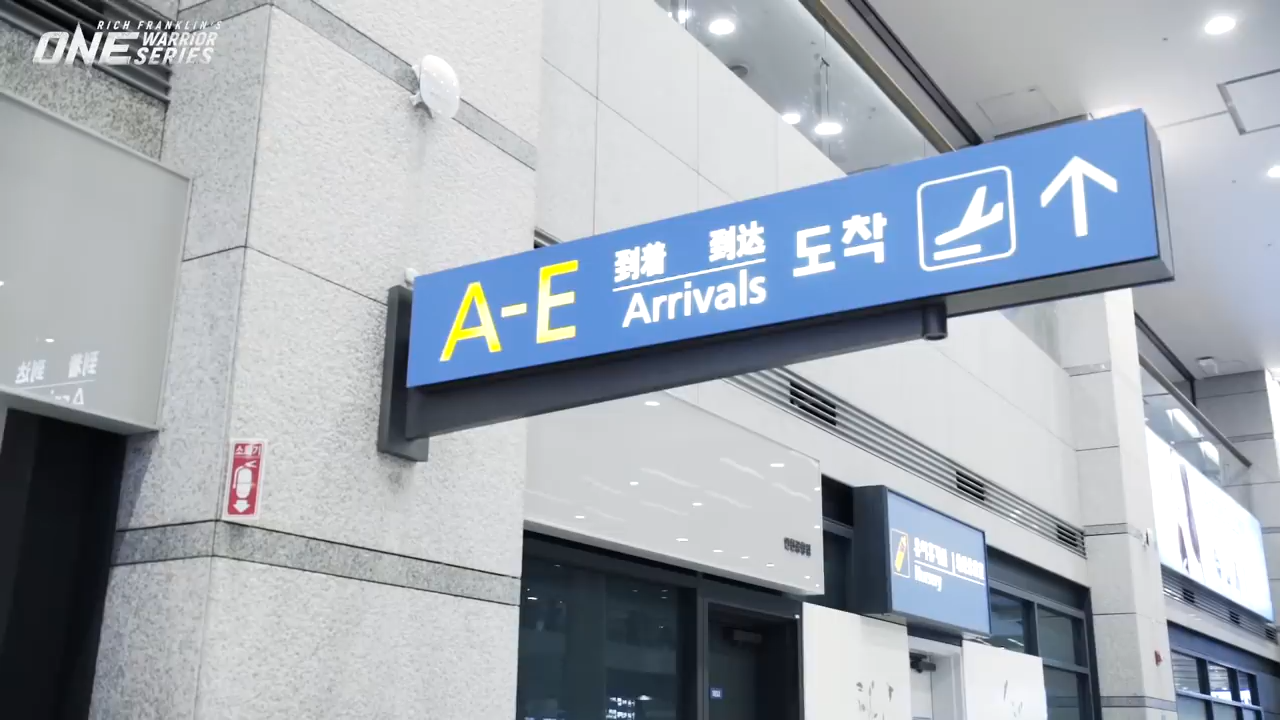 RICH FRANKLIN'S
ONE WARRIOR
SERIES
A-E
到着 到达
Arrivals
도착
소화기
Nursery